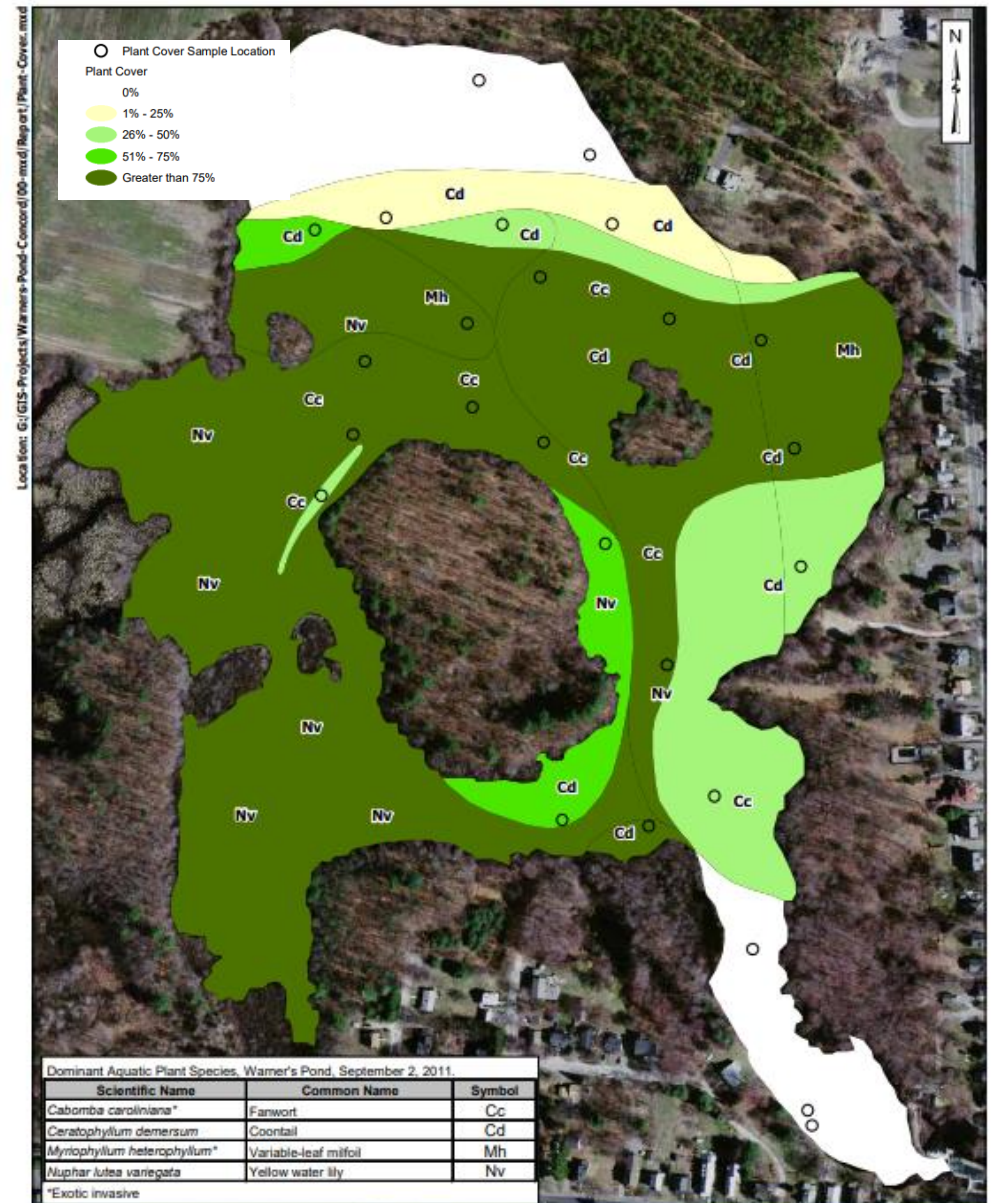 Location: G:/GIS-Projects/Warners-Pond-Concord/00-mxd/Report/Plant-Cover.mxd
Plant Cover Sample Location
Plant Cover
0%
1% - 25%
26% - 50%
51% - 75%
Greater than 75%
N
Cd
Cd
Cd
Cd
Cc
Mh
Nv
Cd
Cd
Mh
Cc
Cc
Nv
Cc
Cd
Cc
Cc
Nv
Cd
Nv
Nv
Nv
Cd
Cc
Nv
Nv
Cd
Dominant Aquatic Plant Species, Warner's Pond, September 2, 2011.
Scientific Name Common Name Symbol
Cabomba caroliniana* Fanwort Cc
Ceratophyllum demersum Coontail Cd
Myriophyllum heterophyllum* Variable-leaf milfoil Mh
Nuphar lutea variegata Yellow water lily Nv
*Exotic invasive